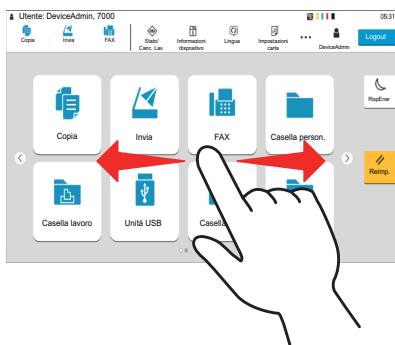 Utente: DeviceAdmin, 7000
05:31
Copia
Invia
FAX
Stato/
Canc. Lav.
Informazioni
dispositivo
Lingua
Impostazioni
carta
DeviceAdmin
Logout
RispEner
Copia
Invia
FAX
Casella person.
Reimp.
Casella lavoro
Unità USB
Casella